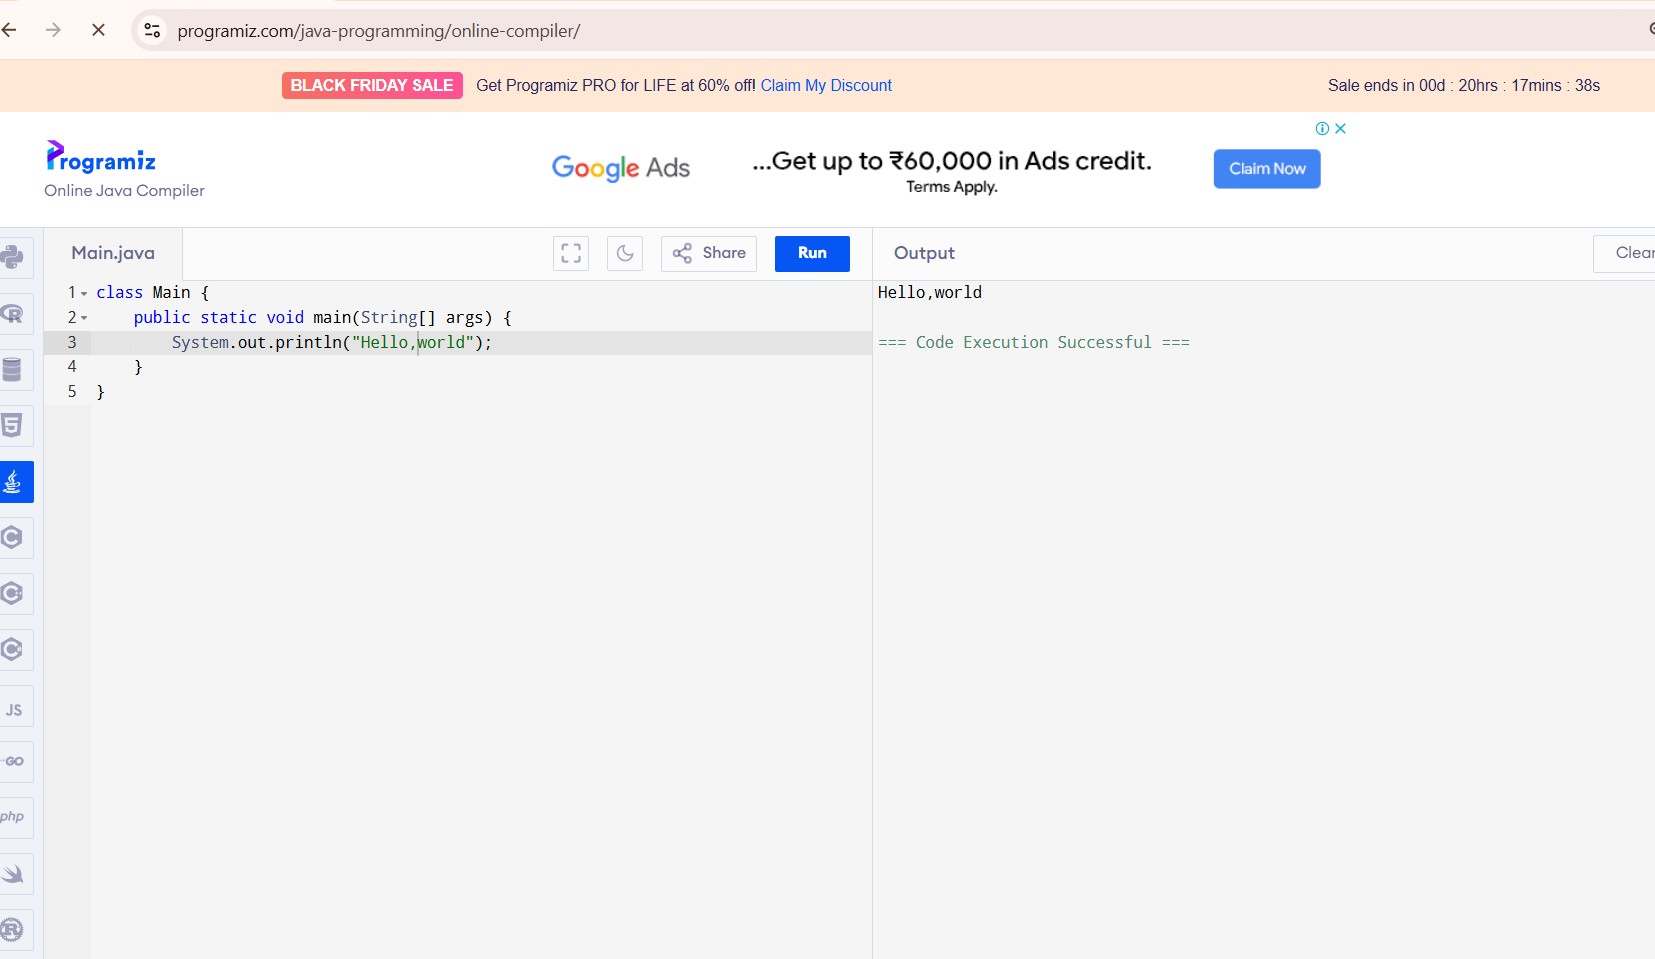 programiz.com/java-programming/online-compiler/
BLACK FRIDAY SALE Get Programiz PRO for LIFE at 60% off! Claim My Discount Sale ends in 00d : 20hrs : 17mins : 38s
Programiz
Online Java Compiler
Google Ads
...Get up to ₹60,000 in Ads credit.
Terms Apply.
Claim Now
Main.java
Share
Run
Output
Clear
1 class Main {
2 public static void main(String[] args) {
3 System.out.println("Hello,world");
4 }
5 }
Hello,world
=== Code Execution Successful ===
R
5
C
C
C
JS
GO
php
R